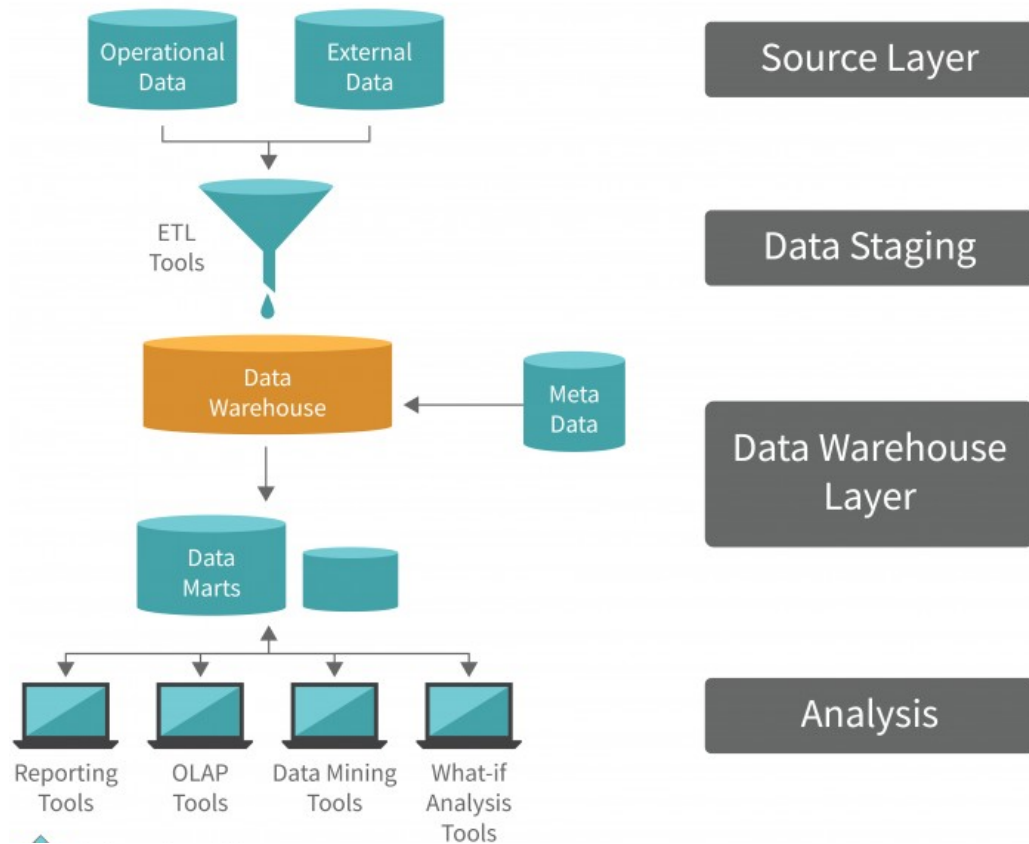 Operational
Data
External
Data
Source Layer
ETL
Tools
Data Staging
Data
Warehouse
Meta
Data
Data Warehouse
Layer
Data
Marts
Analysis
Reporting
Tools
OLAP
Tools
Data Mining
Tools
What-if
Analysis
Tools